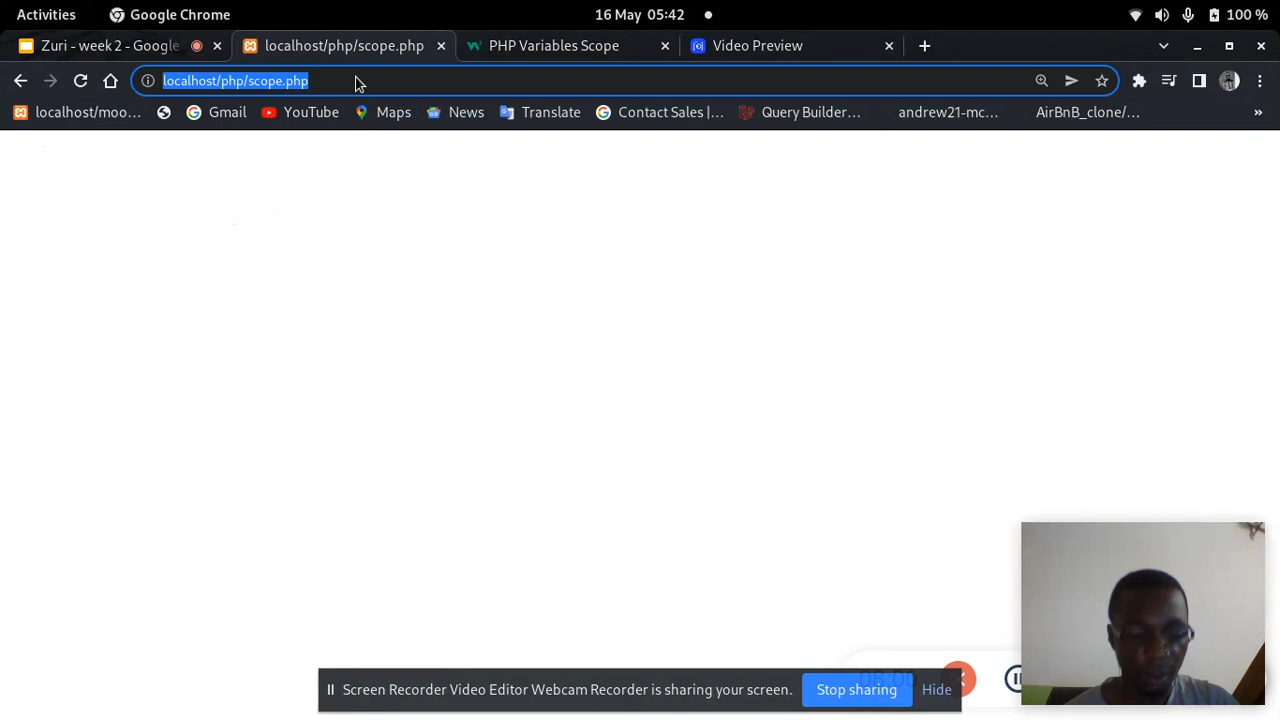 Activities Google Chrome 16 May 05:42 100 %
Zuri - week 2 - Google localhost/php/scope.php PHP Variables Scope Video Preview
localhost/php/scope.php
localhost/moo... Gmail YouTube Maps News Translate Contact Sales |... Query Builder... andrew21-mc... AirBnB_clone/... »
08:00
Screen Recorder Video Editor Webcam Recorder is sharing your screen. Stop sharing Hide